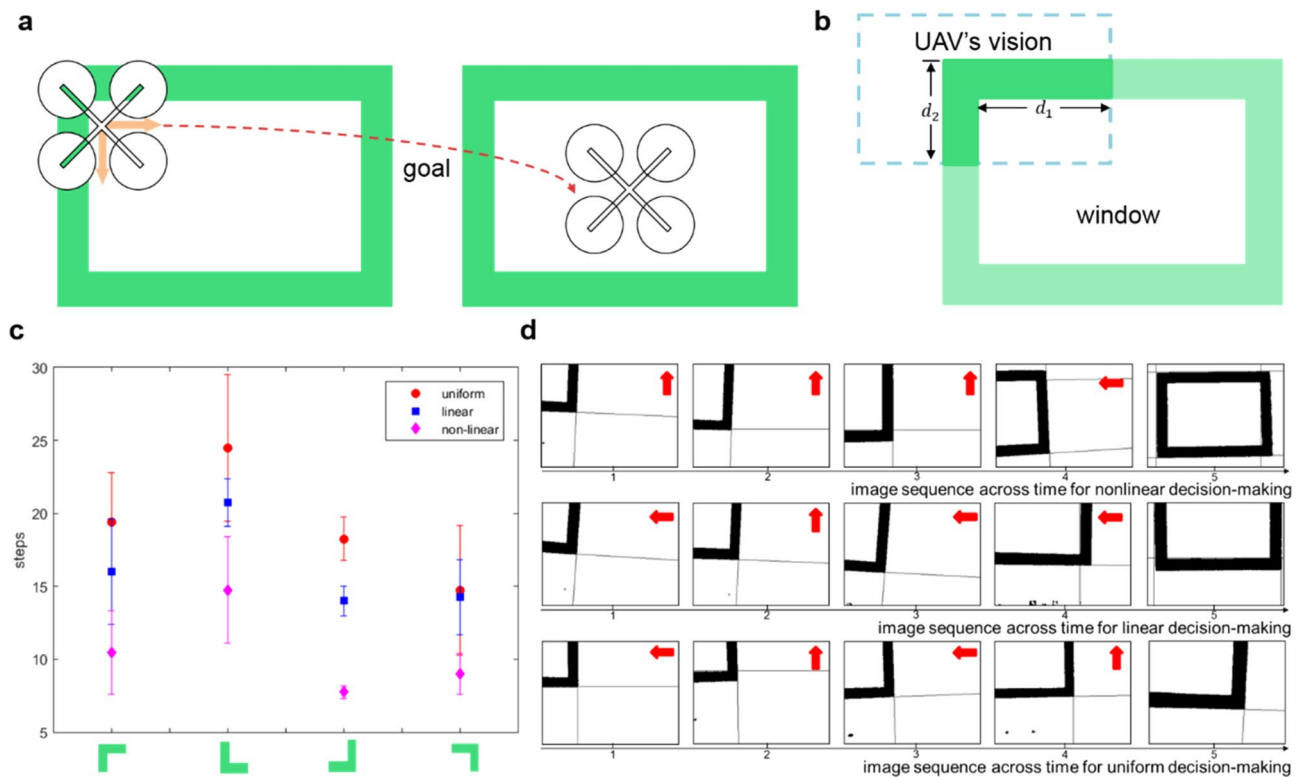 a
goal
b
UAV's vision
d₂
d₁
window
c
30
25
20
15
10
5
steps
uniform
linear
non-linear
d
1 2 3 4 5
image sequence across time for nonlinear decision-making
1 2 3 4 5
image sequence across time for linear decision-making
1 2 3 4 5
image sequence across time for uniform decision-making